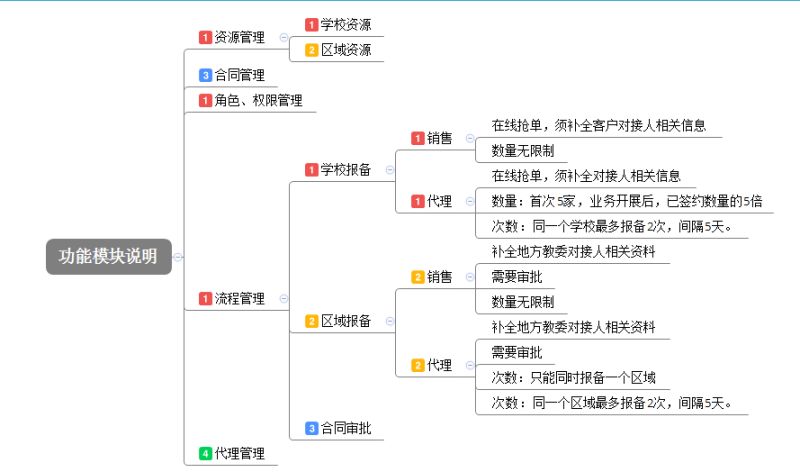 功能模块说明
1 资源管理
1 学校资源
2 区域资源
3 合同管理
1 角色、权限管理
1 流程管理
1 学校报备
1 销售
在线抢单，须补全客户对接人相关信息
数量无限制
1 代理
在线抢单，须补全对接人相关信息
数量：首次5家，业务开展后，已签约数量的5倍
次数：同一个学校最多报备2次，间隔5天。
2 区域报备
2 销售
补全地方教委对接人相关资料
需要审批
数量无限制
2 代理
补全地方教委对接人相关资料
需要审批
次数：只能同时报备一个区域
次数：同一个区域最多报备2次，间隔5天。
3 合同审批
4 代理管理